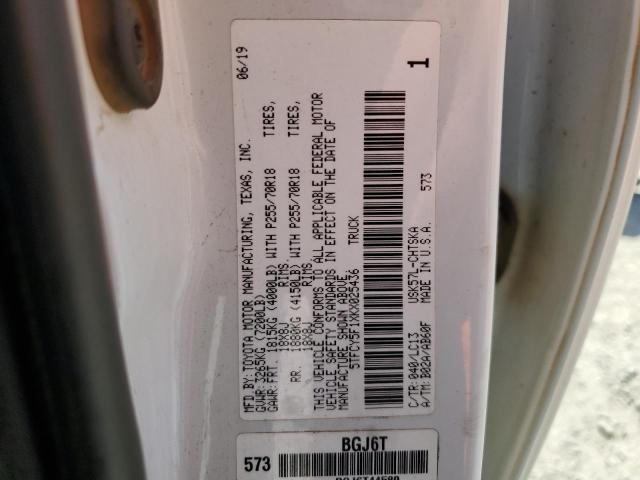 MFD. BY: TOYOTA MOTOR MANUFACTURING, TEXAS, INC. 06/19
GVWR: 3265KG (7200LB)
GAWR: FRT. 1815KG (4000LB) WITH P255/70R18 TIRES,
18X8J RIMS.
RR. 1880KG (4150LB) WITH P255/70R18 TIRES,
18X8J RIMS.
THIS VEHICLE CONFORMS TO ALL APPLICABLE FEDERAL MOTOR
VEHICLE SAFETY STANDARDS IN EFFECT ON THE DATE OF
MANUFACTURE SHOWN ABOVE.
5TFCY5F1XKX025436 TRUCK
C/TR: 040/LC13 USK57L-CHTSKA
A/TM: B02A/AB60F MADE IN U.S.A. 573
1
573 BGJ6T